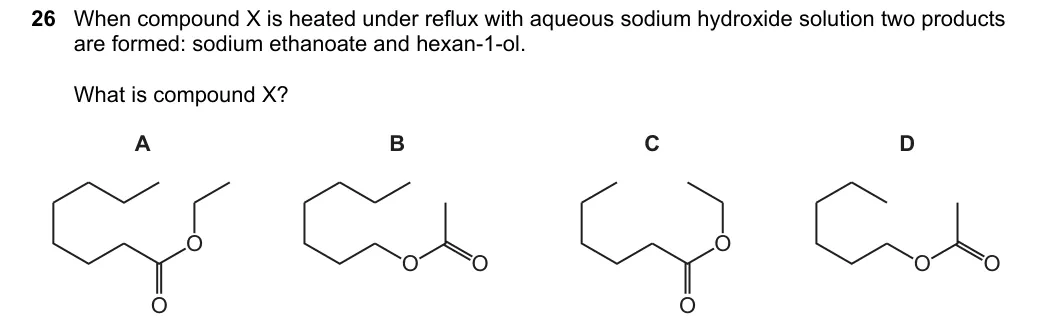 26 When compound X is heated under reflux with aqueous sodium hydroxide solution two products
are formed: sodium ethanoate and hexan-1-ol.
What is compound X?
A B C D
O O O O
O O O O